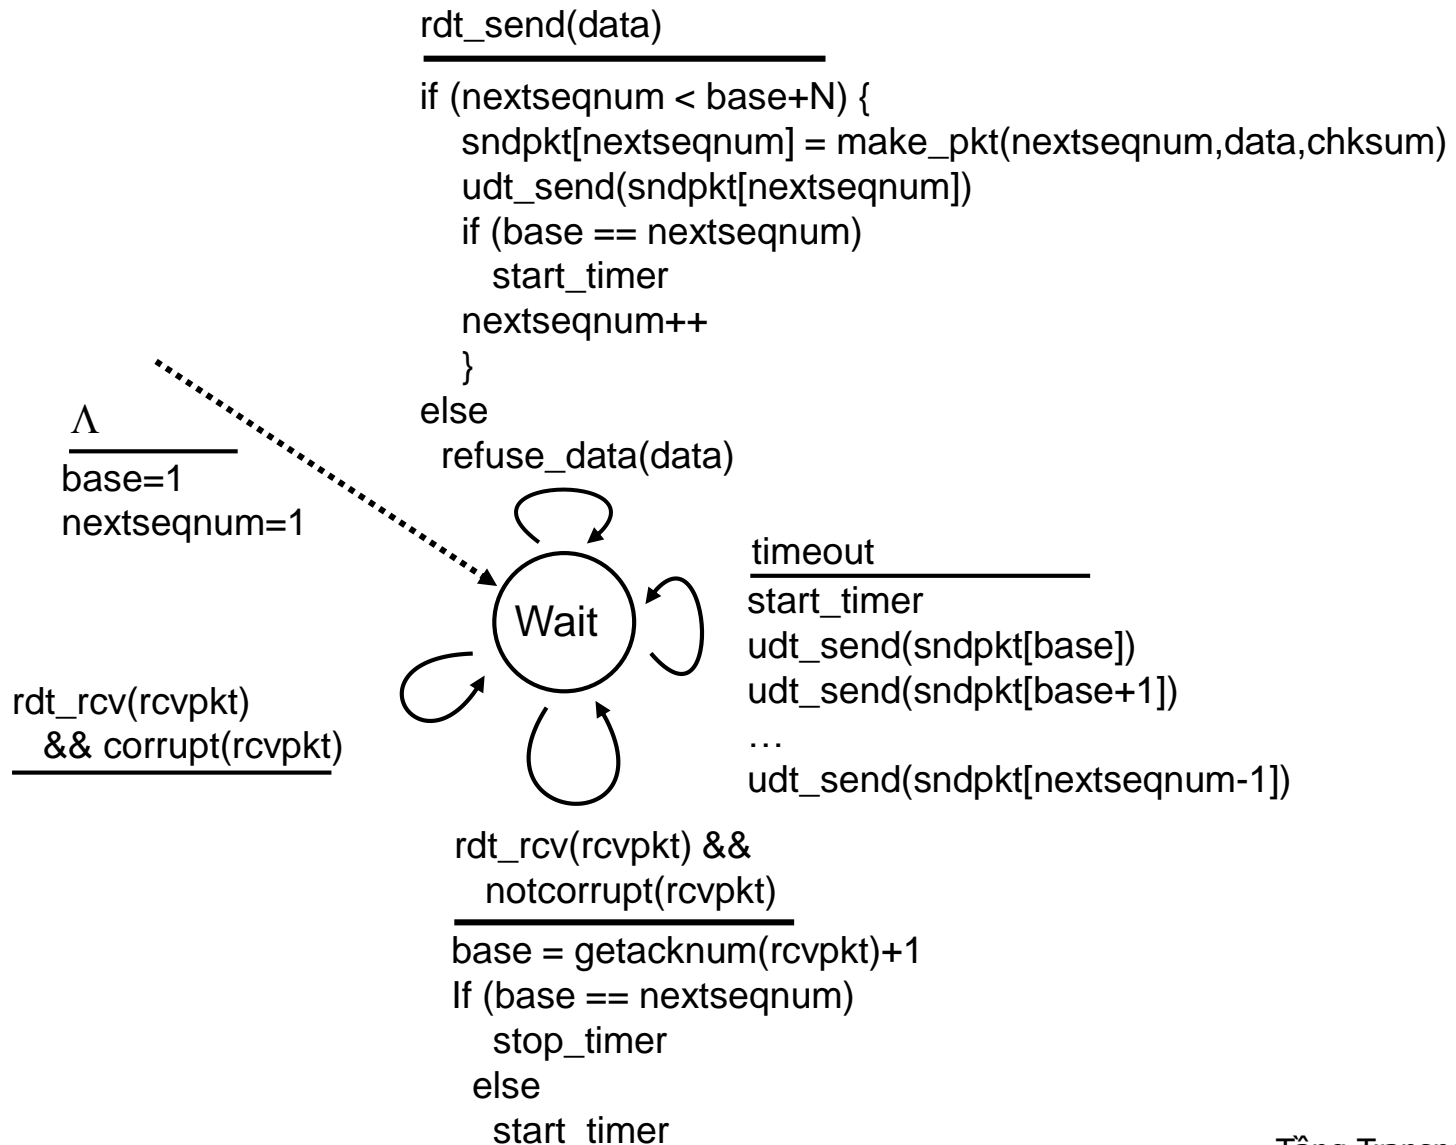 rdt_send(data)
if (nextseqnum < base+N) {
sndpkt[nextseqnum] = make_pkt(nextseqnum,data,chksum)
udt_send(sndpkt[nextseqnum])
if (base == nextseqnum)
start_timer
nextseqnum++
}
else
refuse_data(data)
Λ
base=1
nextseqnum=1
Wait
timeout
start_timer
udt_send(sndpkt[base])
udt_send(sndpkt[base+1])
…
udt_send(sndpkt[nextseqnum-1])
rdt_rcv(rcvpkt)
&& corrupt(rcvpkt)
rdt_rcv(rcvpkt) &&
notcorrupt(rcvpkt)
base = getacknum(rcvpkt)+1
If (base == nextseqnum)
stop_timer
else
start_timer
Tầng